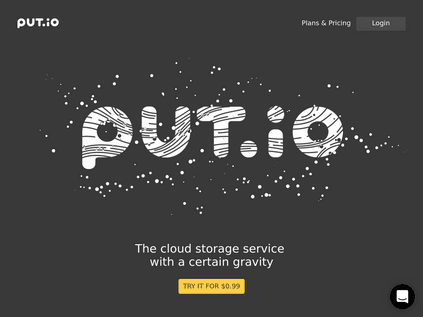 put.io
Plans & Pricing
Login
put.io
The cloud storage service
with a certain gravity
TRY IT FOR $0.99